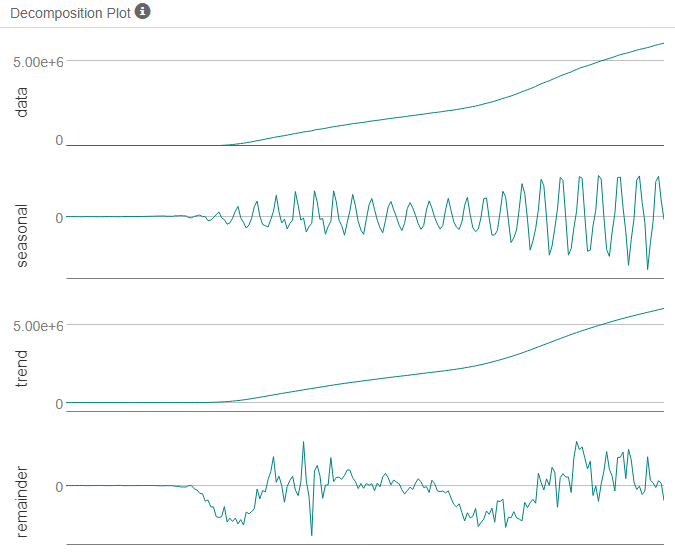 Decomposition Plot
5.00e+6
data
0
0
seasonal
5.00e+6
trend
0
0
remainder